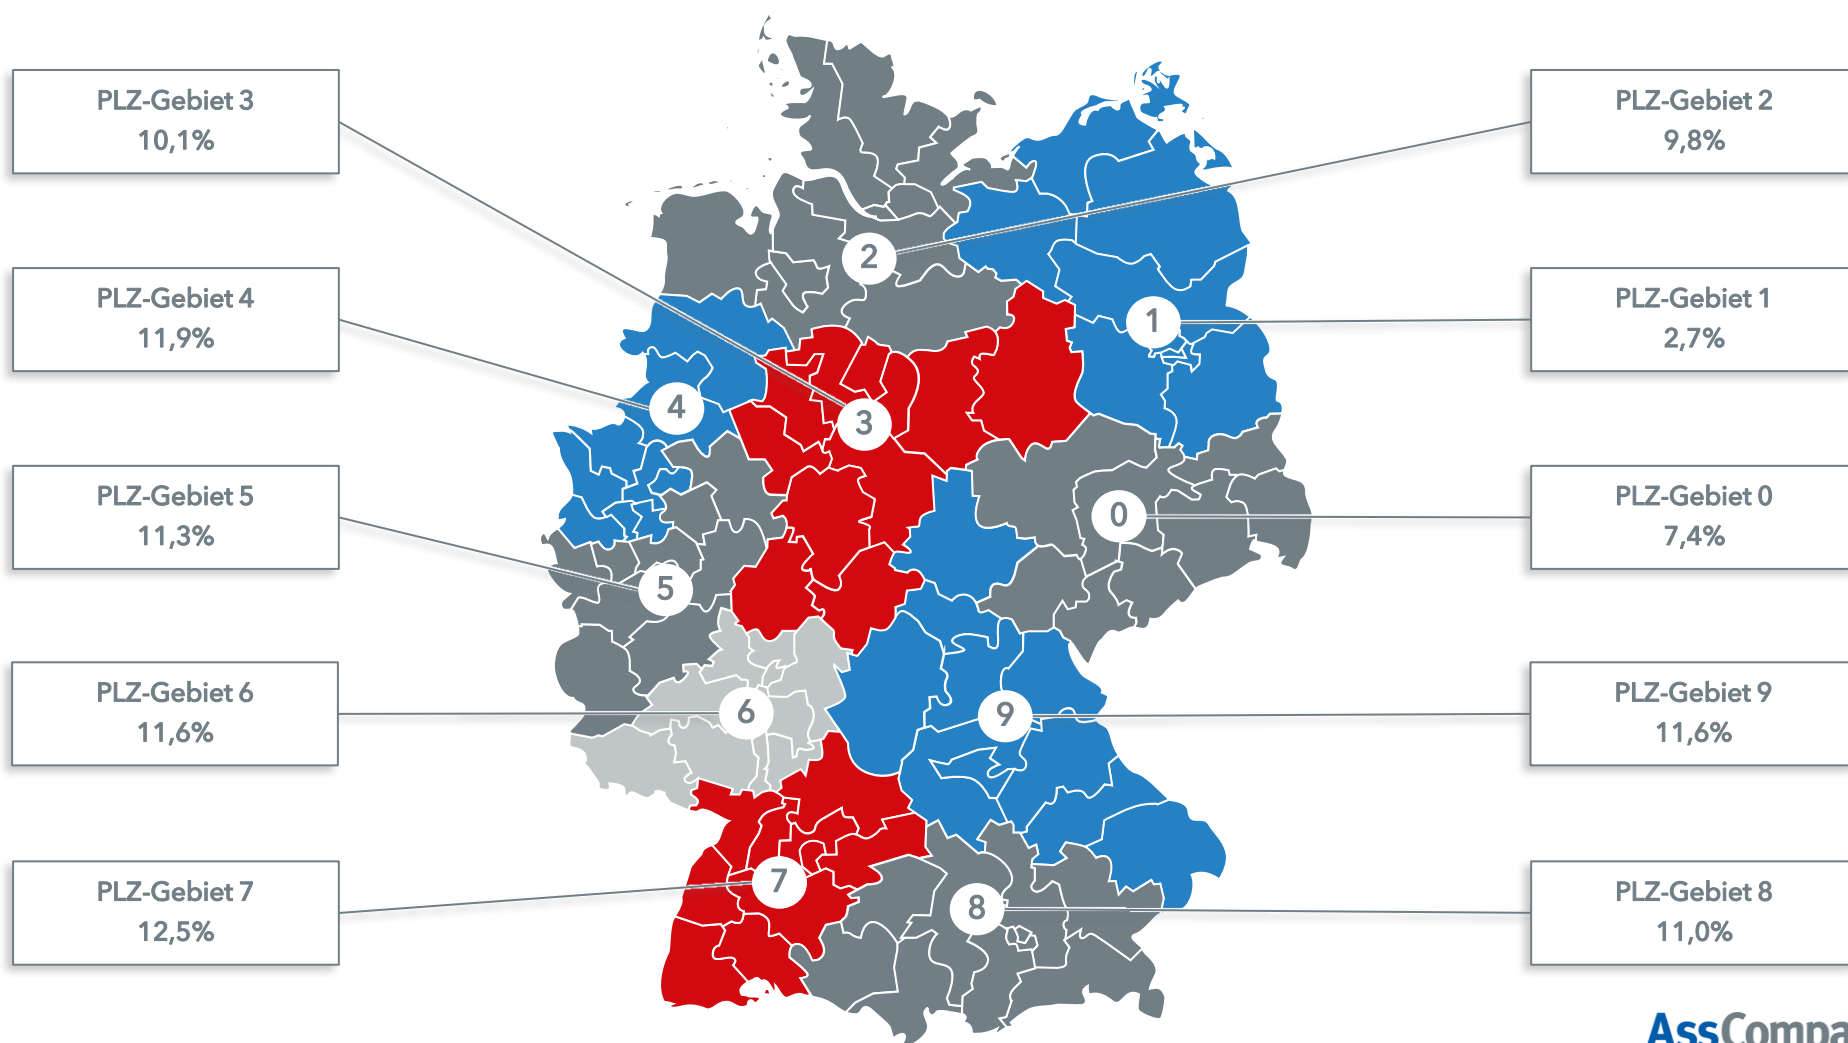 PLZ-Gebiet 3
10,1%
PLZ-Gebiet 4
11,9%
PLZ-Gebiet 5
11,3%
PLZ-Gebiet 6
11,6%
PLZ-Gebiet 7
12,5%
2
1
3
4
0
5
6
9
7
8
PLZ-Gebiet 2
9,8%
PLZ-Gebiet 1
2,7%
PLZ-Gebiet 0
7,4%
PLZ-Gebiet 9
11,6%
PLZ-Gebiet 8
11,0%
AssCompa